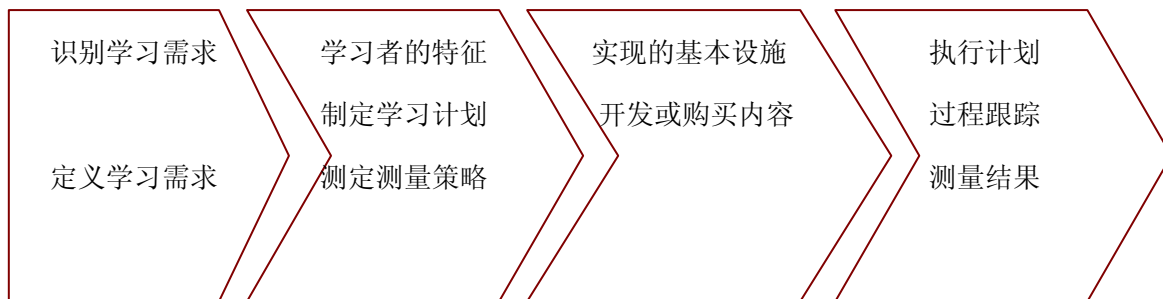 识别学习需求
定义学习需求
学习者的特征
制定学习计划
测定测量策略
实现的基本设施
开发或购买内容
执行计划
过程跟踪
测量结果